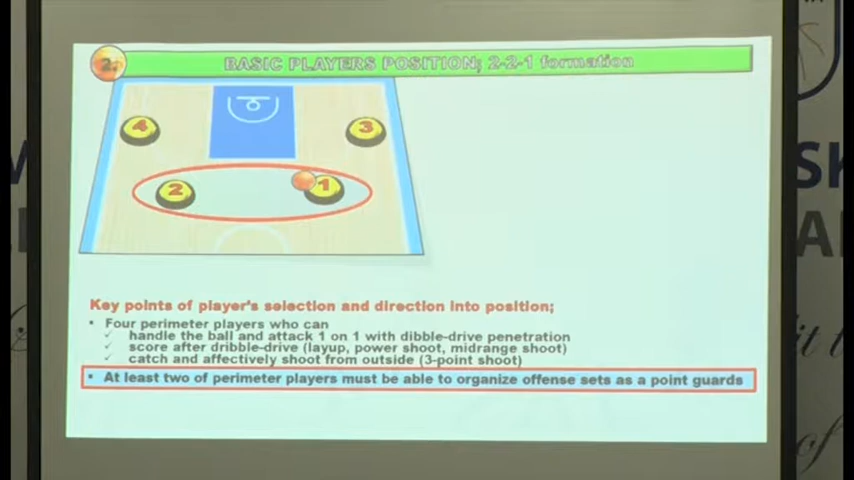 2.
BASIC PLAYERS POSITION; 2-2-1 formation
4
3
2
1
Key points of player's selection and direction into position;
• Four perimeter players who can
✓ handle the ball and attack 1 on 1 with dibble-drive penetration
✓ score after dribble-drive (layup, power shoot, midrange shoot)
✓ catch and affectively shoot from outside (3-point shoot)
• At least two of perimeter players must be able to organize offense sets as a point guards